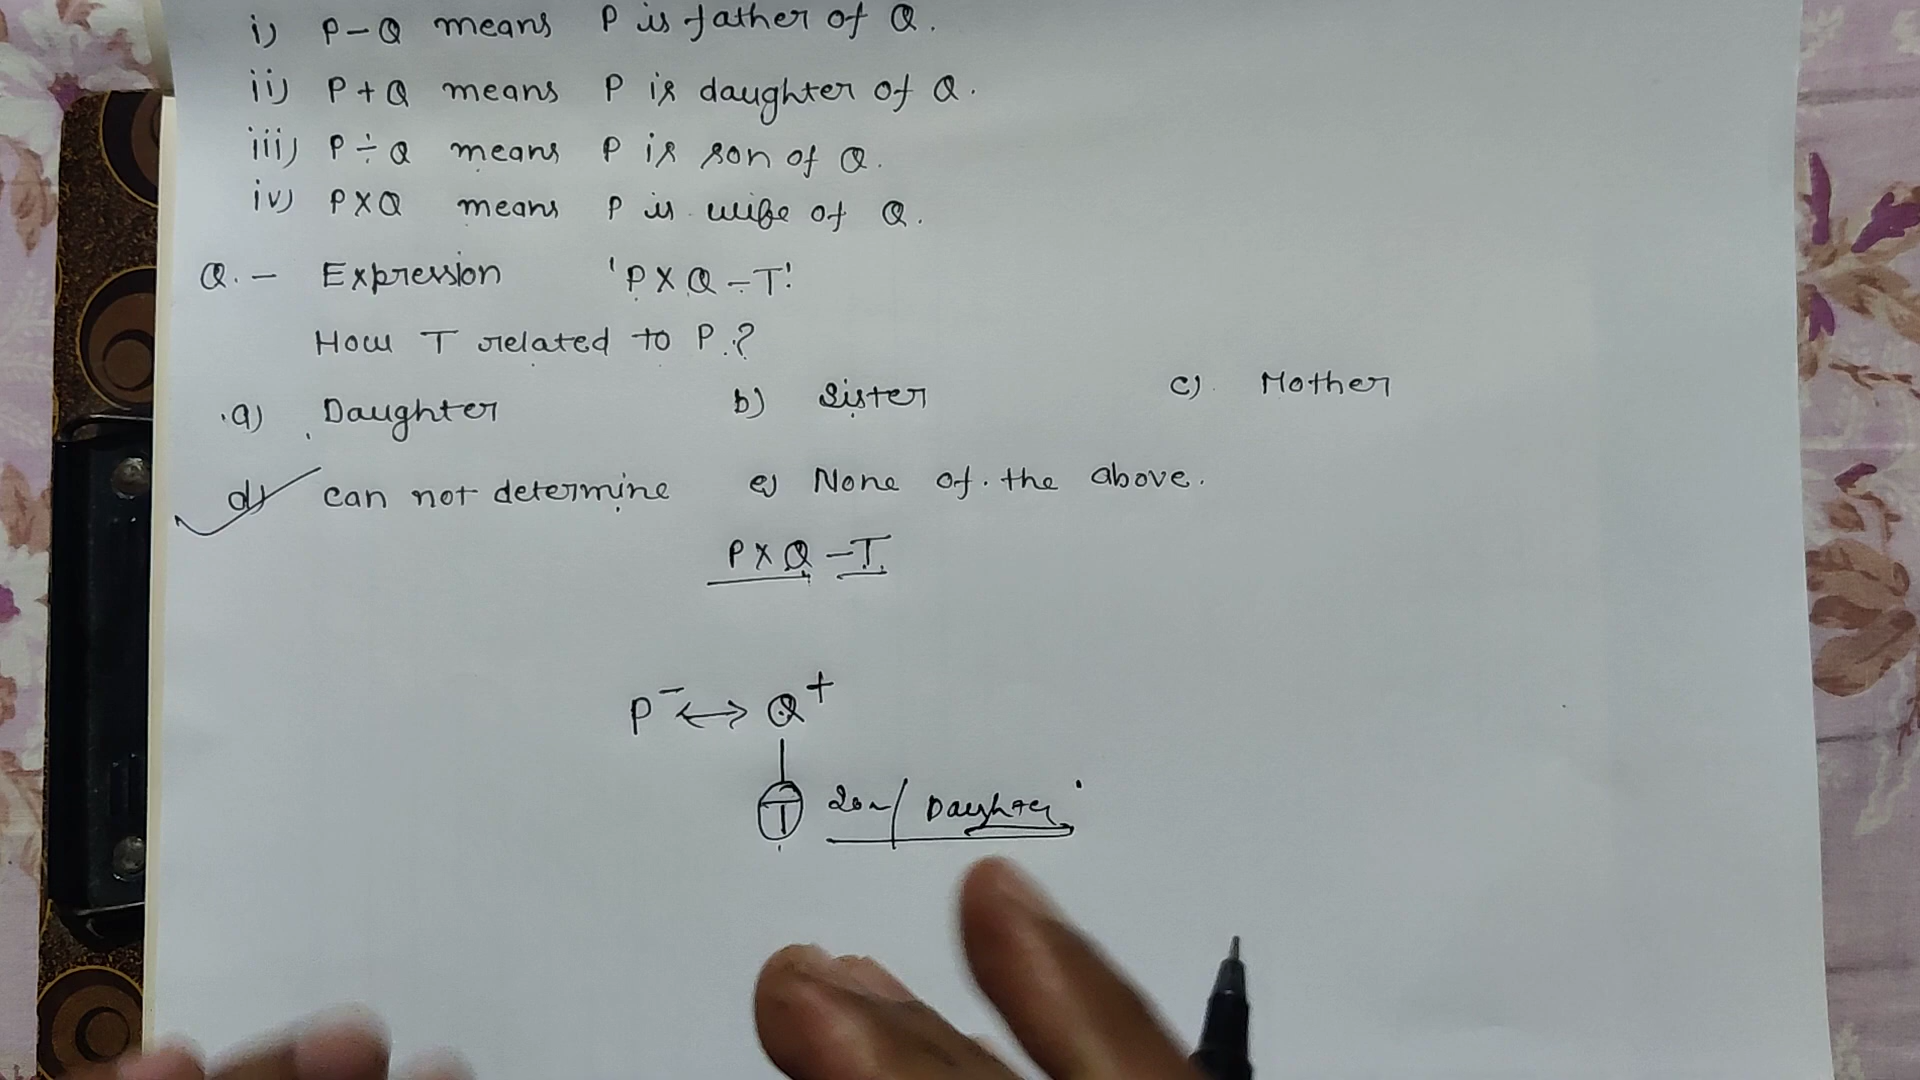 i) P - Q means P is father of Q.
ii) P + Q means P is daughter of Q.
iii) P ÷ Q means P is son of Q.
iv) P X Q means P is wife of Q.
Q. - Expression 'P X Q - T'
How T related to P.?
a) Daughter b) Sister c) Mother
d) can not determine e) None of the above.
P X Q - T
P⁻ ↔ Q⁺
T son/Daughter